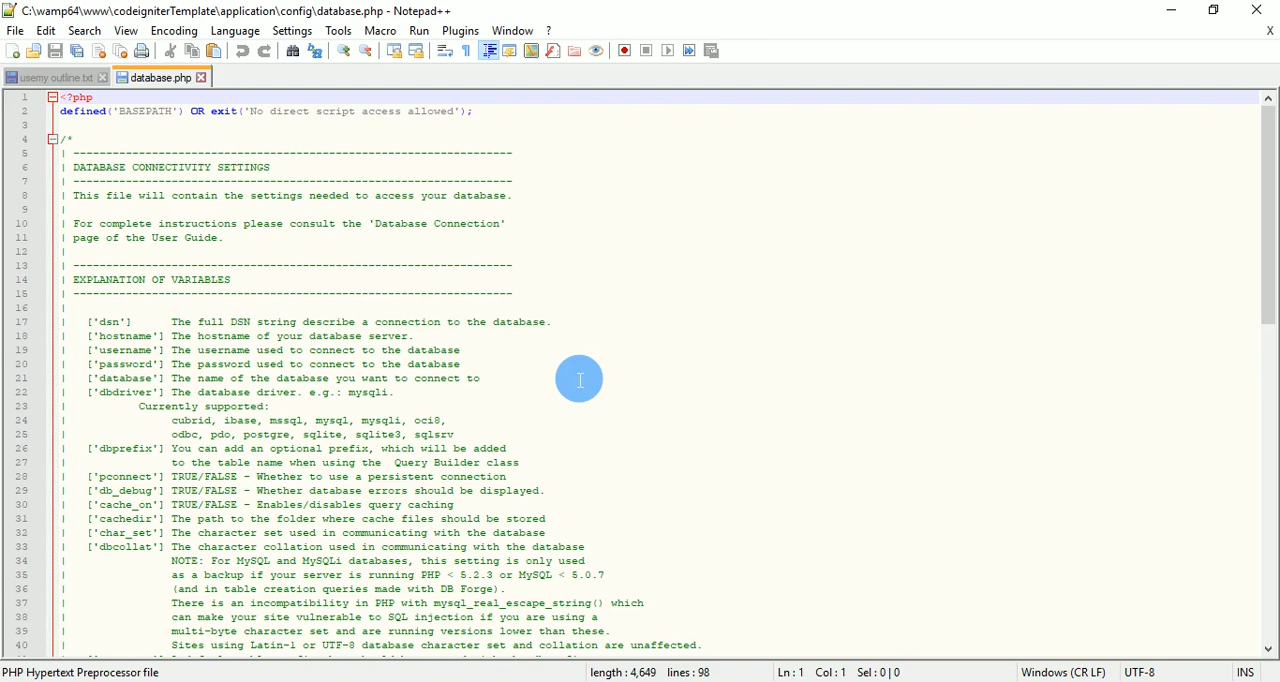 C:\wamp64\www\codeigniterTemplate\application\config\database.php - Notepad++
File Edit Search View Encoding Language Settings Tools Macro Run Plugins Window ? X
usemy outline.txt database.php
1 <?php
2 defined('BASEPATH') OR exit('No direct script access allowed');
3
4 /*
5 | -------------------------------------------------------------------
6 | DATABASE CONNECTIVITY SETTINGS
7 | -------------------------------------------------------------------
8 | This file will contain the settings needed to access your database.
9 |
10 | For complete instructions please consult the 'Database Connection'
11 | page of the User Guide.
12 |
13 | -------------------------------------------------------------------
14 | EXPLANATION OF VARIABLES
15 | -------------------------------------------------------------------
16 |
17 | ['dsn'] The full DSN string describe a connection to the database.
18 | ['hostname'] The hostname of your database server.
19 | ['username'] The username used to connect to the database
20 | ['password'] The password used to connect to the database
21 | ['database'] The name of the database you want to connect to
22 | ['dbdriver'] The database driver. e.g.: mysqli.
23 | Currently supported:
24 | cubrid, ibase, mssql, mysql, mysqli, oci8,
25 | odbc, pdo, postgre, sqlite, sqlite3, sqlsrv
26 | ['dbprefix'] You can add an optional prefix, which will be added
27 | to the table name when using the Query Builder class
28 | ['pconnect'] TRUE/FALSE - Whether to use a persistent connection
29 | ['db_debug'] TRUE/FALSE - Whether database errors should be displayed.
30 | ['cache_on'] TRUE/FALSE - Enables/disables query caching
31 | ['cachedir'] The path to the folder where cache files should be stored
32 | ['char_set'] The character set used in communicating with the database
33 | ['dbcollat'] The character collation used in communicating with the database
34 | NOTE: For MySQL and MySQLi databases, this setting is only used
35 | as a backup if your server is running PHP < 5.2.3 or MySQL < 5.0.7
36 | (and in table creation queries made with DB Forge).
37 | There is an incompatibility in PHP with mysql_real_escape_string() which
38 | can make your site vulnerable to SQL injection if you are using a
39 | multi-byte character set and are running versions lower than these.
40 | Sites using Latin-1 or UTF-8 database character set and collation are unaffected.
PHP Hypertext Preprocessor file length : 4,649 lines : 98 Ln : 1 Col : 1 Sel : 0 | 0 Windows (CR LF) UTF-8 INS